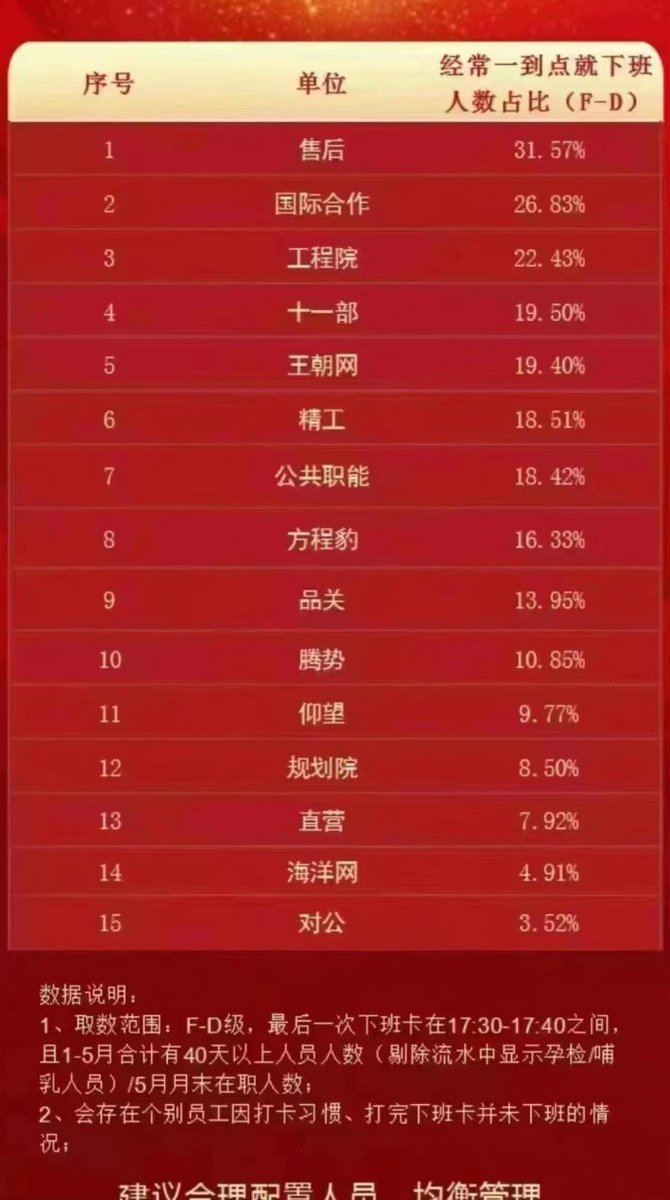 序号 单位 经常一到点就下班
人数占比（F-D）
1 售后 31.57%
2 国际合作 26.83%
3 工程院 22.43%
4 十一部 19.50%
5 王朝网 19.40%
6 精工 18.51%
7 公共职能 18.42%
8 方程豹 16.33%
9 品关 13.95%
10 腾势 10.85%
11 仰望 9.77%
12 规划院 8.50%
13 直营 7.92%
14 海洋网 4.91%
15 对公 3.52%
数据说明：
1、取数范围：F-D级，最后一次下班卡在17:30-17:40之间，
且1-5月合计有40天以上人员人数（剔除流水中显示孕检/哺
乳人员）/5月月末在职人数；
2、会存在个别员工因打卡习惯、打完下班卡并未下班的情
况；
建议合理配置人员，均衡管理